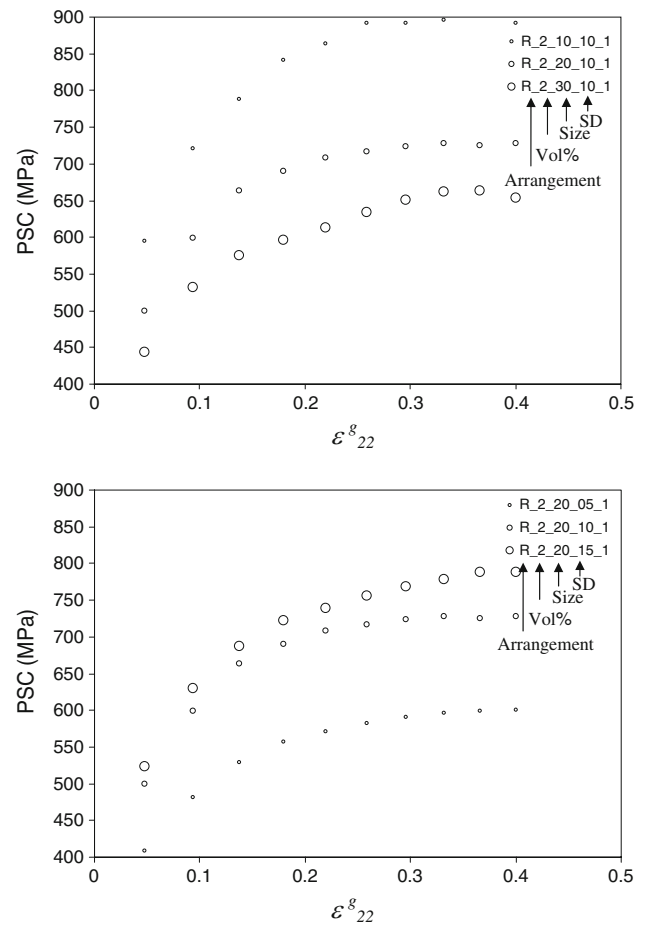 900
850
800
750
700
650
600
550
500
450
400
PSC (MPa)
R_2_10_10_1
R_2_20_10_1
R_2_30_10_1
SD
Size
Vol%
Arrangement
0 0.1 0.2 0.3 0.4 0.5
ε^g_22
900
850
800
750
700
650
600
550
500
450
400
PSC (MPa)
R_2_20_05_1
R_2_20_10_1
R_2_20_15_1
SD
Size
Vol%
Arrangement
0 0.1 0.2 0.3 0.4 0.5
ε^g_22